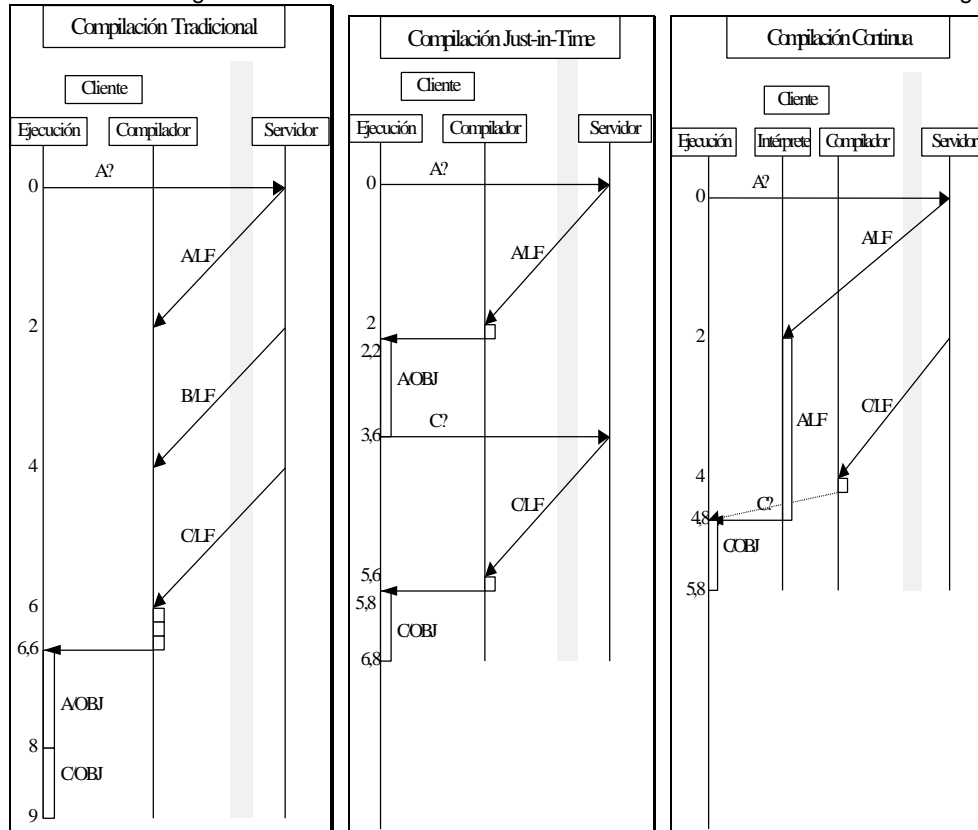 Compilación Tradicional
Cliente
Ejecución
Compilador
Servidor
A?
0
A/LF
2
B/LF
4
C/LF
6
6,6
A/OBJ
8
C/OBJ
9
Compilación Just-in-Time
Cliente
Ejecución
Compilador
Servidor
A?
0
A/LF
2
2,2
A/OBJ
C?
3,6
C/LF
5,6
5,8
C/OBJ
6,8
Compilación Continua
Cliente
Ejecución
Intérprete
Compilador
Servidor
A?
0
A/LF
2
C/LF
A/LF
4
C?
4,8
C/OBJ
5,8